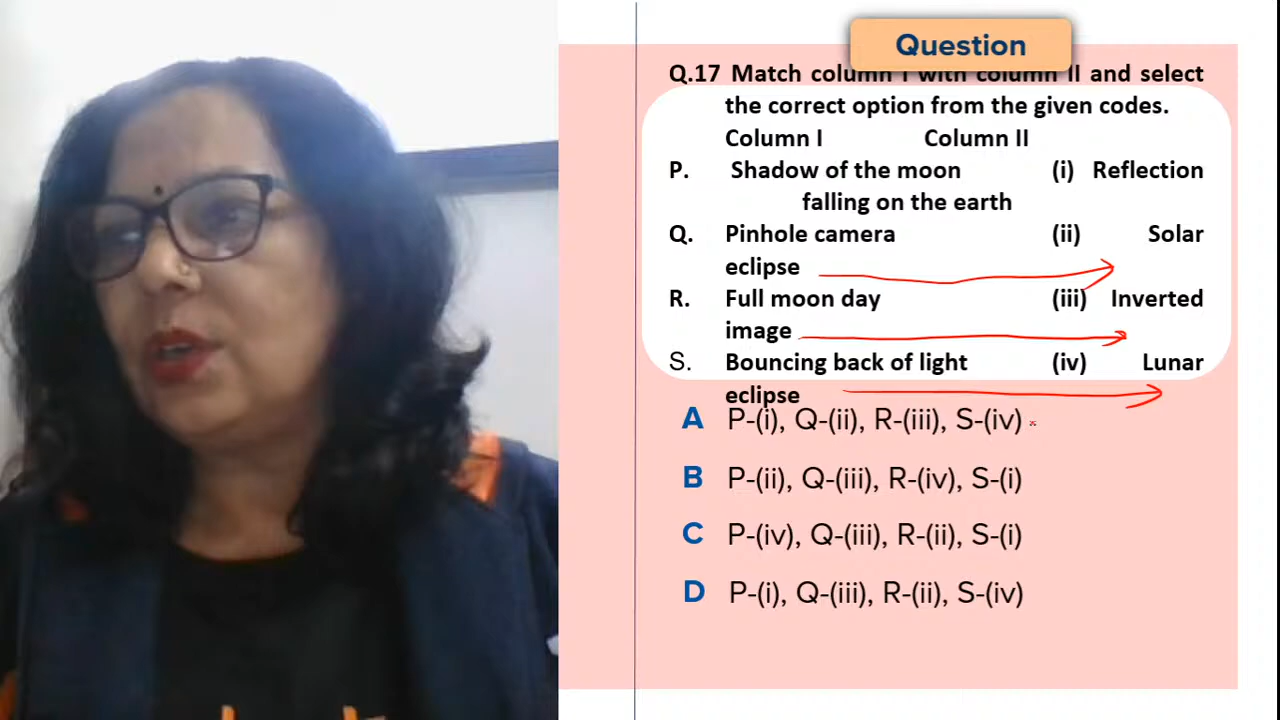 Question
Q.17 Match column I with column II and select
the correct option from the given codes.
Column I Column II
P. Shadow of the moon (i) Reflection
falling on the earth
Q. Pinhole camera (ii) Solar
eclipse
R. Full moon day (iii) Inverted
image
S. Bouncing back of light (iv) Lunar
eclipse
A P-(i), Q-(ii), R-(iii), S-(iv)
B P-(ii), Q-(iii), R-(iv), S-(i)
C P-(iv), Q-(iii), R-(ii), S-(i)
D P-(i), Q-(iii), R-(ii), S-(iv)